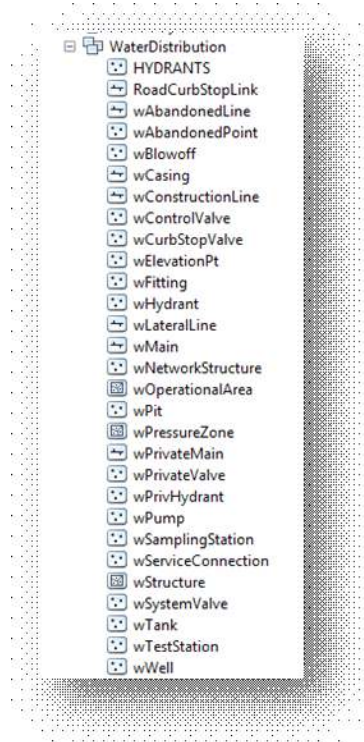 WaterDistribution
HYDRANTS
RoadCurbStopLink
wAbandonedLine
wAbandonedPoint
wBlowoff
wCasing
wConstructionLine
wControlValve
wCurbStopValve
wElevationPt
wFitting
wHydrant
wLateralLine
wMain
wNetworkStructure
wOperationalArea
wPit
wPressureZone
wPrivateMain
wPrivateValve
wPrivHydrant
wPump
wSamplingStation
wServiceConnection
wStructure
wSystemValve
wTank
wTestStation
wWell